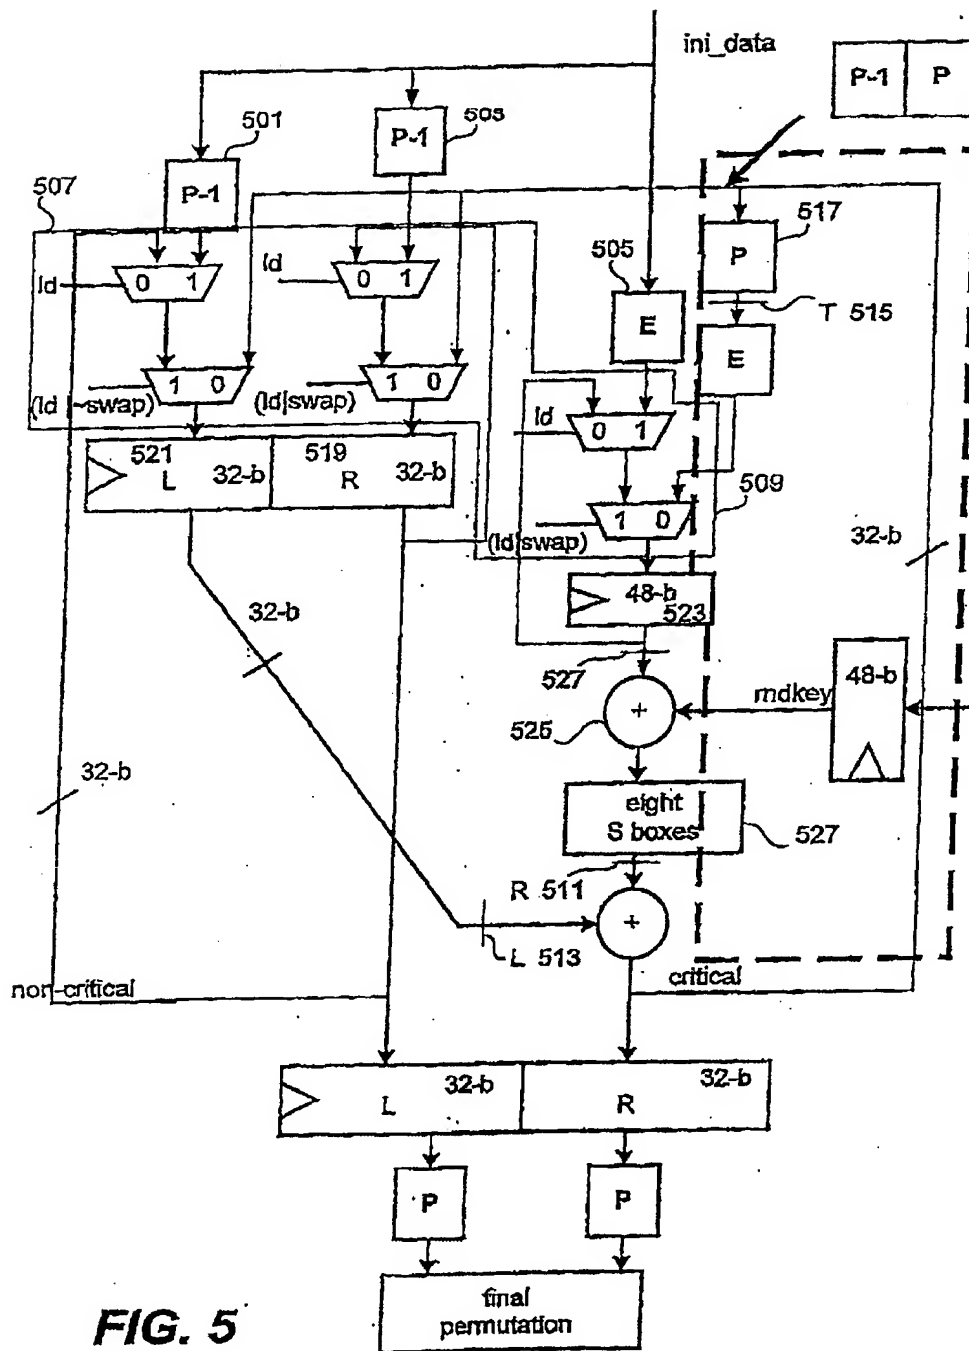 ini_data
P-1 P
501
P-1
503
P-1
507
517
P
505
E
T 515
E
ld
0 1
ld
0 1
(ld ~swap)
1 0
(ld|swap)
1 0
ld
0 1
509
(ld|swap)
1 0
521
L
32-b
519
R
32-b
48-b
523
32-b
32-b
527
+
525
rndkey
48-b
32-b
eight
S boxes
527
R 511
+
L 513
non-critical
critical
L
32-b
R
32-b
P
P
final
permutation
FIG. 5